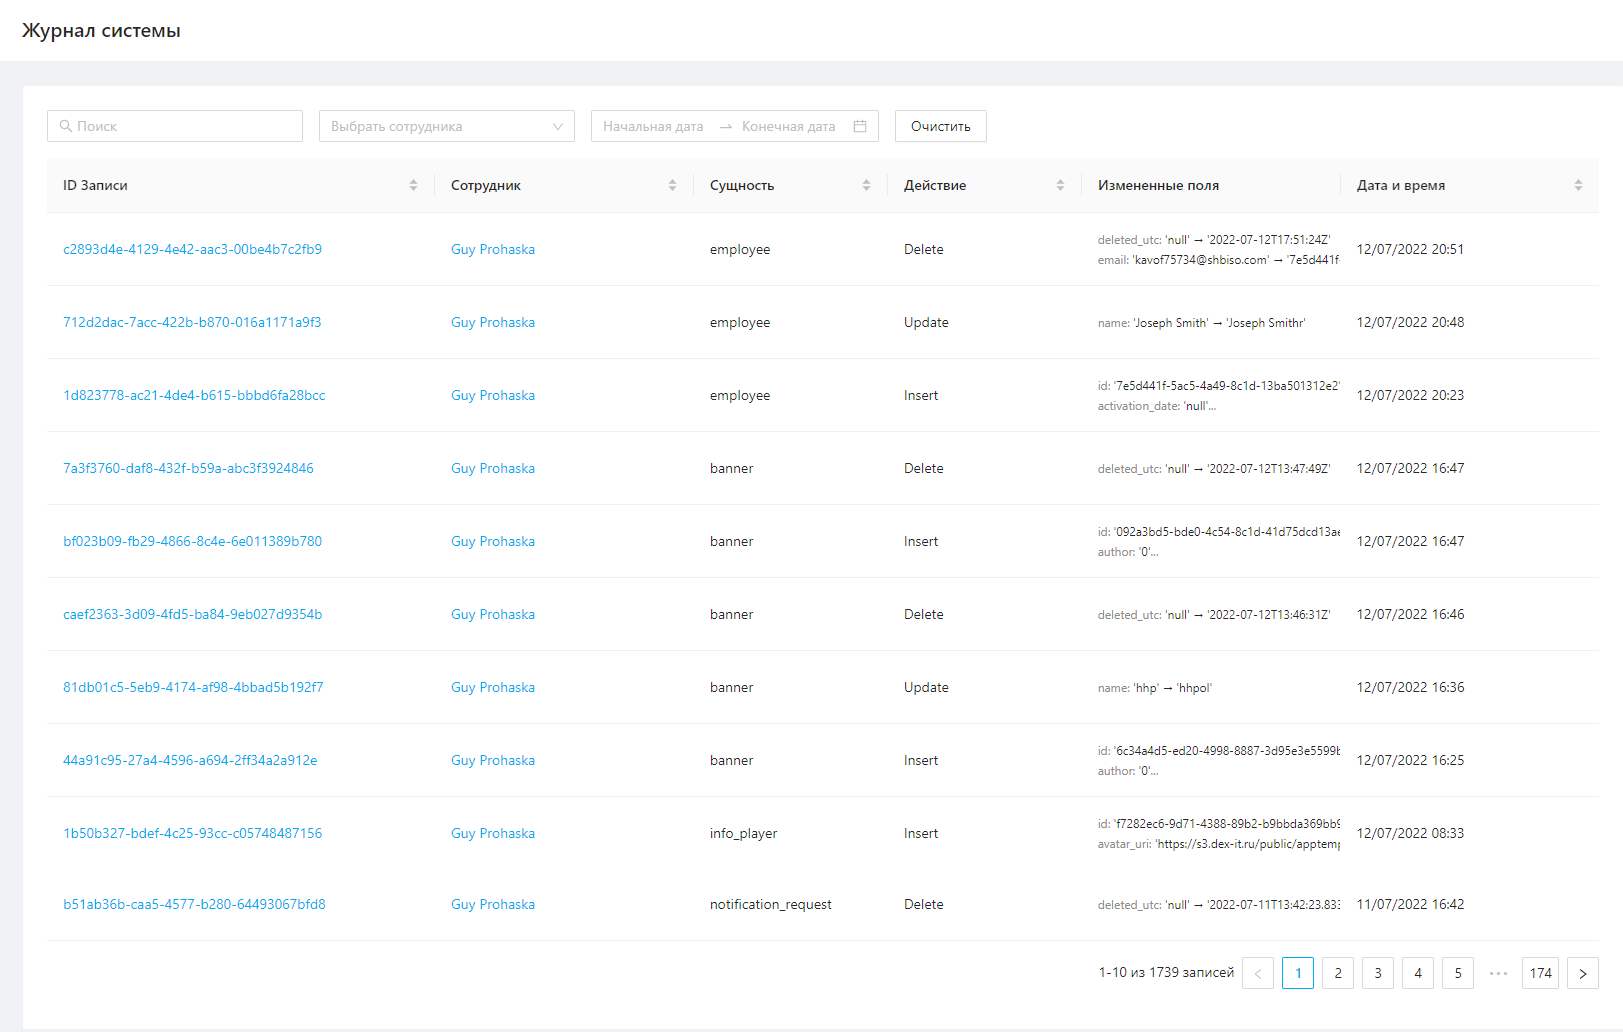 Журнал системы
Поиск
Выбрать сотрудника
Начальная дата → Конечная дата
Очистить
ID Записи Сотрудник Сущность Действие Измененные поля Дата и время
c2893d4e-4129-4e42-aac3-00be4b7c2fb9 Guy Prohaska employee Delete deleted_utc: 'null' → '2022-07-12T17:51:24Z' 12/07/2022 20:51
email: 'kavof75734@shbiso.com' → '7e5d441f-
712d2dac-7acc-422b-b870-016a1171a9f3 Guy Prohaska employee Update name: 'Joseph Smith' → 'Joseph Smithr' 12/07/2022 20:48
1d823778-ac21-4de4-b615-bbbd6fa28bcc Guy Prohaska employee Insert id: '7e5d441f-5ac5-4a49-8c1d-13ba501312e2' 12/07/2022 20:23
activation_date: 'null'...
7a3f3760-daf8-432f-b59a-abc3f3924846 Guy Prohaska banner Delete deleted_utc: 'null' → '2022-07-12T13:47:49Z' 12/07/2022 16:47
bf023b09-fb29-4866-8c4e-6e011389b780 Guy Prohaska banner Insert id: '092a3bd5-bde0-4c54-8c1d-41d75dcd13ae 12/07/2022 16:47
author: '0'...
caef2363-3d09-4fd5-ba84-9eb027d9354b Guy Prohaska banner Delete deleted_utc: 'null' → '2022-07-12T13:46:31Z' 12/07/2022 16:46
81db01c5-5eb9-4174-af98-4bbad5b192f7 Guy Prohaska banner Update name: 'hhp' → 'hhpol' 12/07/2022 16:36
44a91c95-27a4-4596-a694-2ff34a2a912e Guy Prohaska banner Insert id: '6c34a4d5-ed20-4998-8887-3d95e3e5599b 12/07/2022 16:25
author: '0'...
1b50b327-bdef-4c25-93cc-c05748487156 Guy Prohaska info_player Insert id: 'f7282ec6-9d71-4388-89b2-b9bbda369bb9 12/07/2022 08:33
avatar_uri: 'https://s3.dex-it.ru/public/apptemp
b51ab36b-caa5-4577-b280-64493067bfd8 Guy Prohaska notification_request Delete deleted_utc: 'null' → '2022-07-11T13:42:23.833 11/07/2022 16:42
1-10 из 1739 записей < 1 2 3 4 5 ••• 174 >